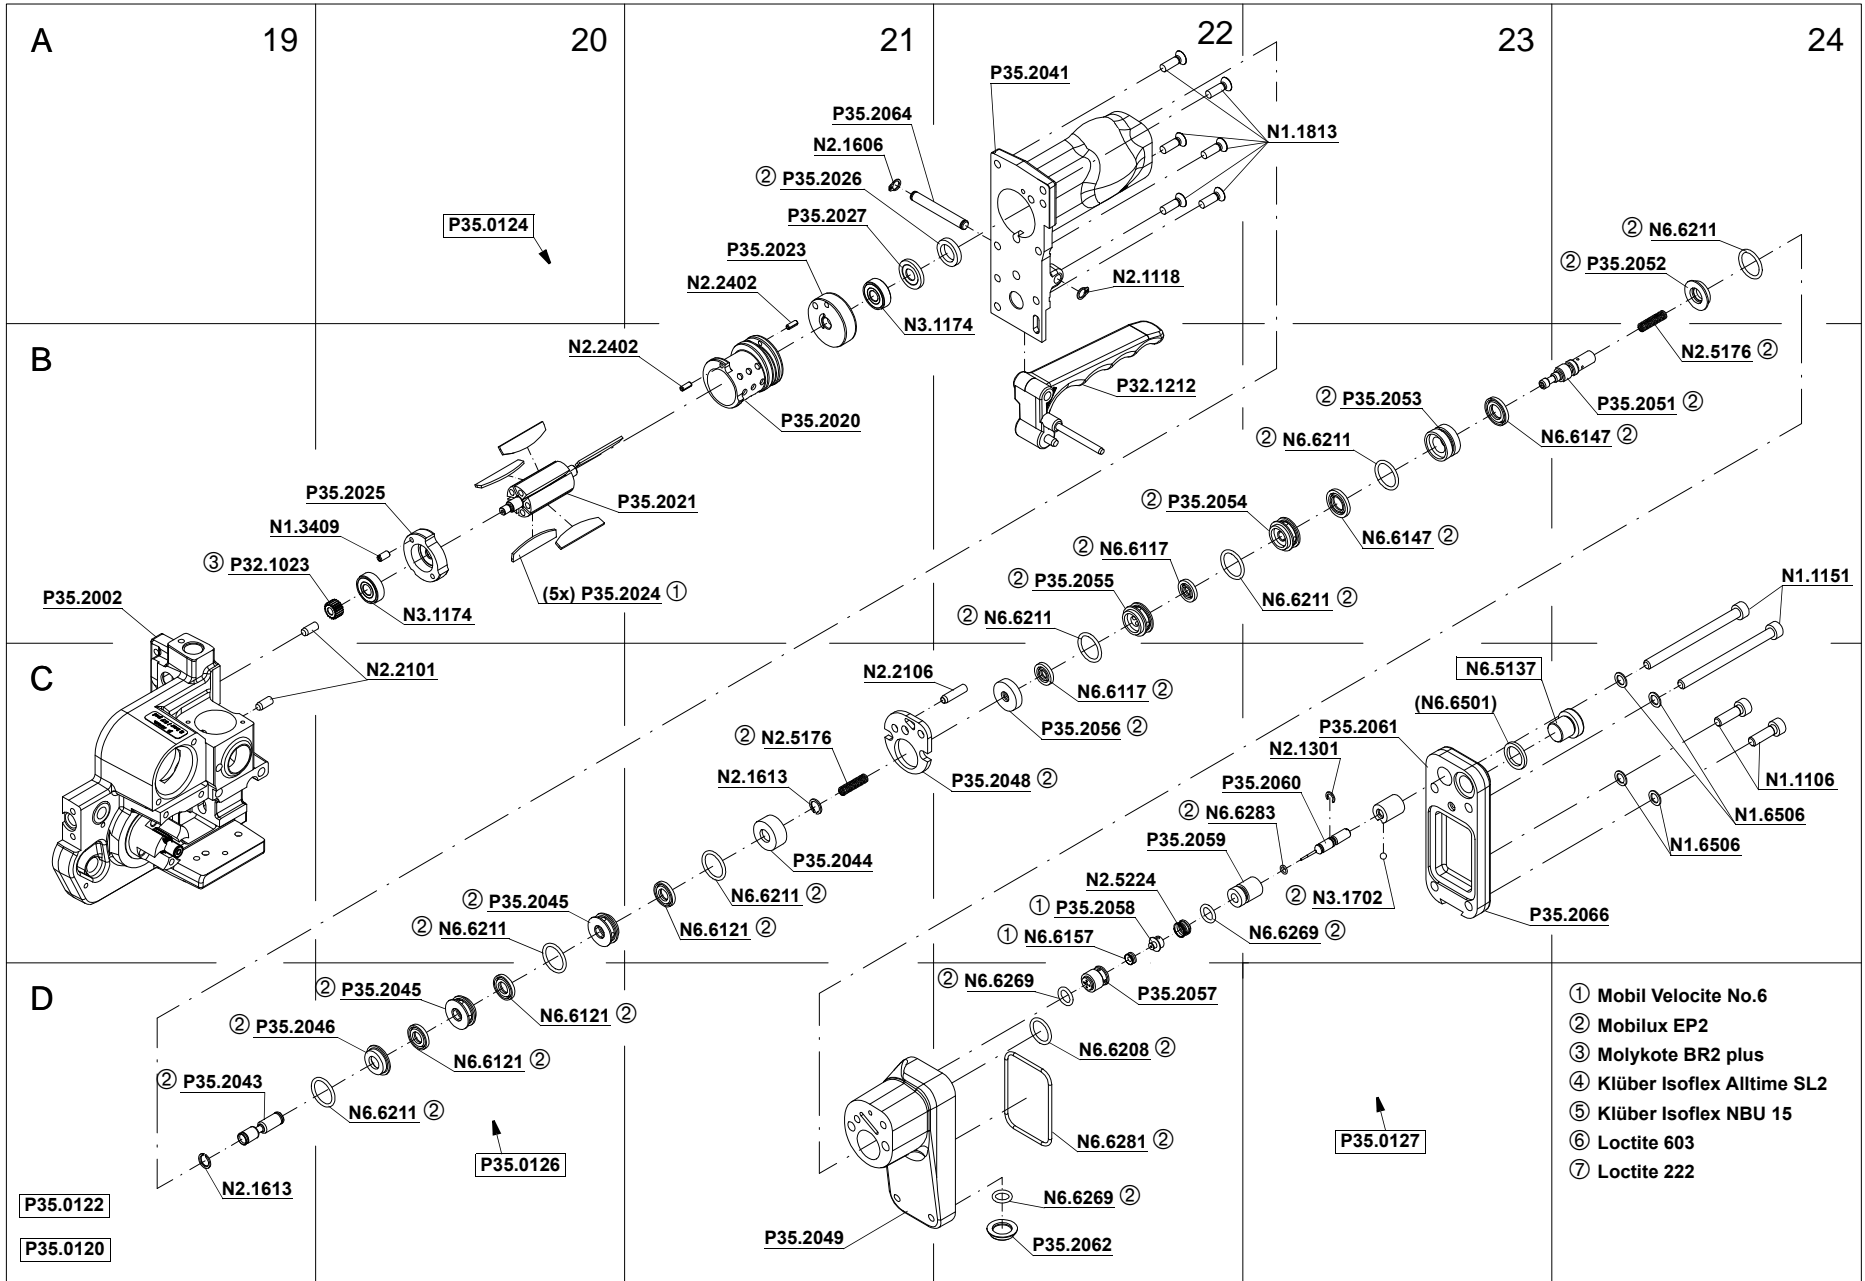 A
19
20
21
22
23
24
P35.2041
P35.2064
N1.1813
N2.1606
② P35.2026
P35.0124
P35.2027
② N6.6211
P35.2023
② P35.2052
N2.2402
N2.1118
N3.1174
B
N2.2402
N2.5176 ②
P32.1212
② P35.2053
P35.2051 ②
P35.2020
② N6.6211
N6.6147 ②
P35.2025
P35.2021
② P35.2054
N1.3409
N6.6147 ②
② N6.6117
③ P32.1023
② P35.2055
N1.1151
P35.2002
(5x) P35.2024 ①
N6.6211 ②
N3.1174
② N6.6211
C
N2.2101
N2.2106
N6.6117 ②
N6.5137
(N6.6501)
P35.2056 ②
P35.2061
② N2.5176
N2.1301
N2.1613
P35.2048 ②
P35.2060
N1.1106
② N6.6283
N1.6506
P35.2044
P35.2059
N1.6506
N6.6211 ②
N2.5224
② N3.1702
② P35.2045
① P35.2058
P35.2066
② N6.6211
N6.6121 ②
① N6.6157
N6.6269 ②
D
② P35.2045
② N6.6269
P35.2057
① Mobil Velocite No.6
N6.6121 ②
② P35.2046
② Mobilux EP2
N6.6121 ②
N6.6208 ②
③ Molykote BR2 plus
② P35.2043
④ Klüber Isoflex Alltime SL2
N6.6211 ②
⑤ Klüber Isoflex NBU 15
N6.6281 ②
P35.0127
⑥ Loctite 603
P35.0126
⑦ Loctite 222
N2.1613
N6.6269 ②
P35.0122
P35.2049
P35.2062
P35.0120